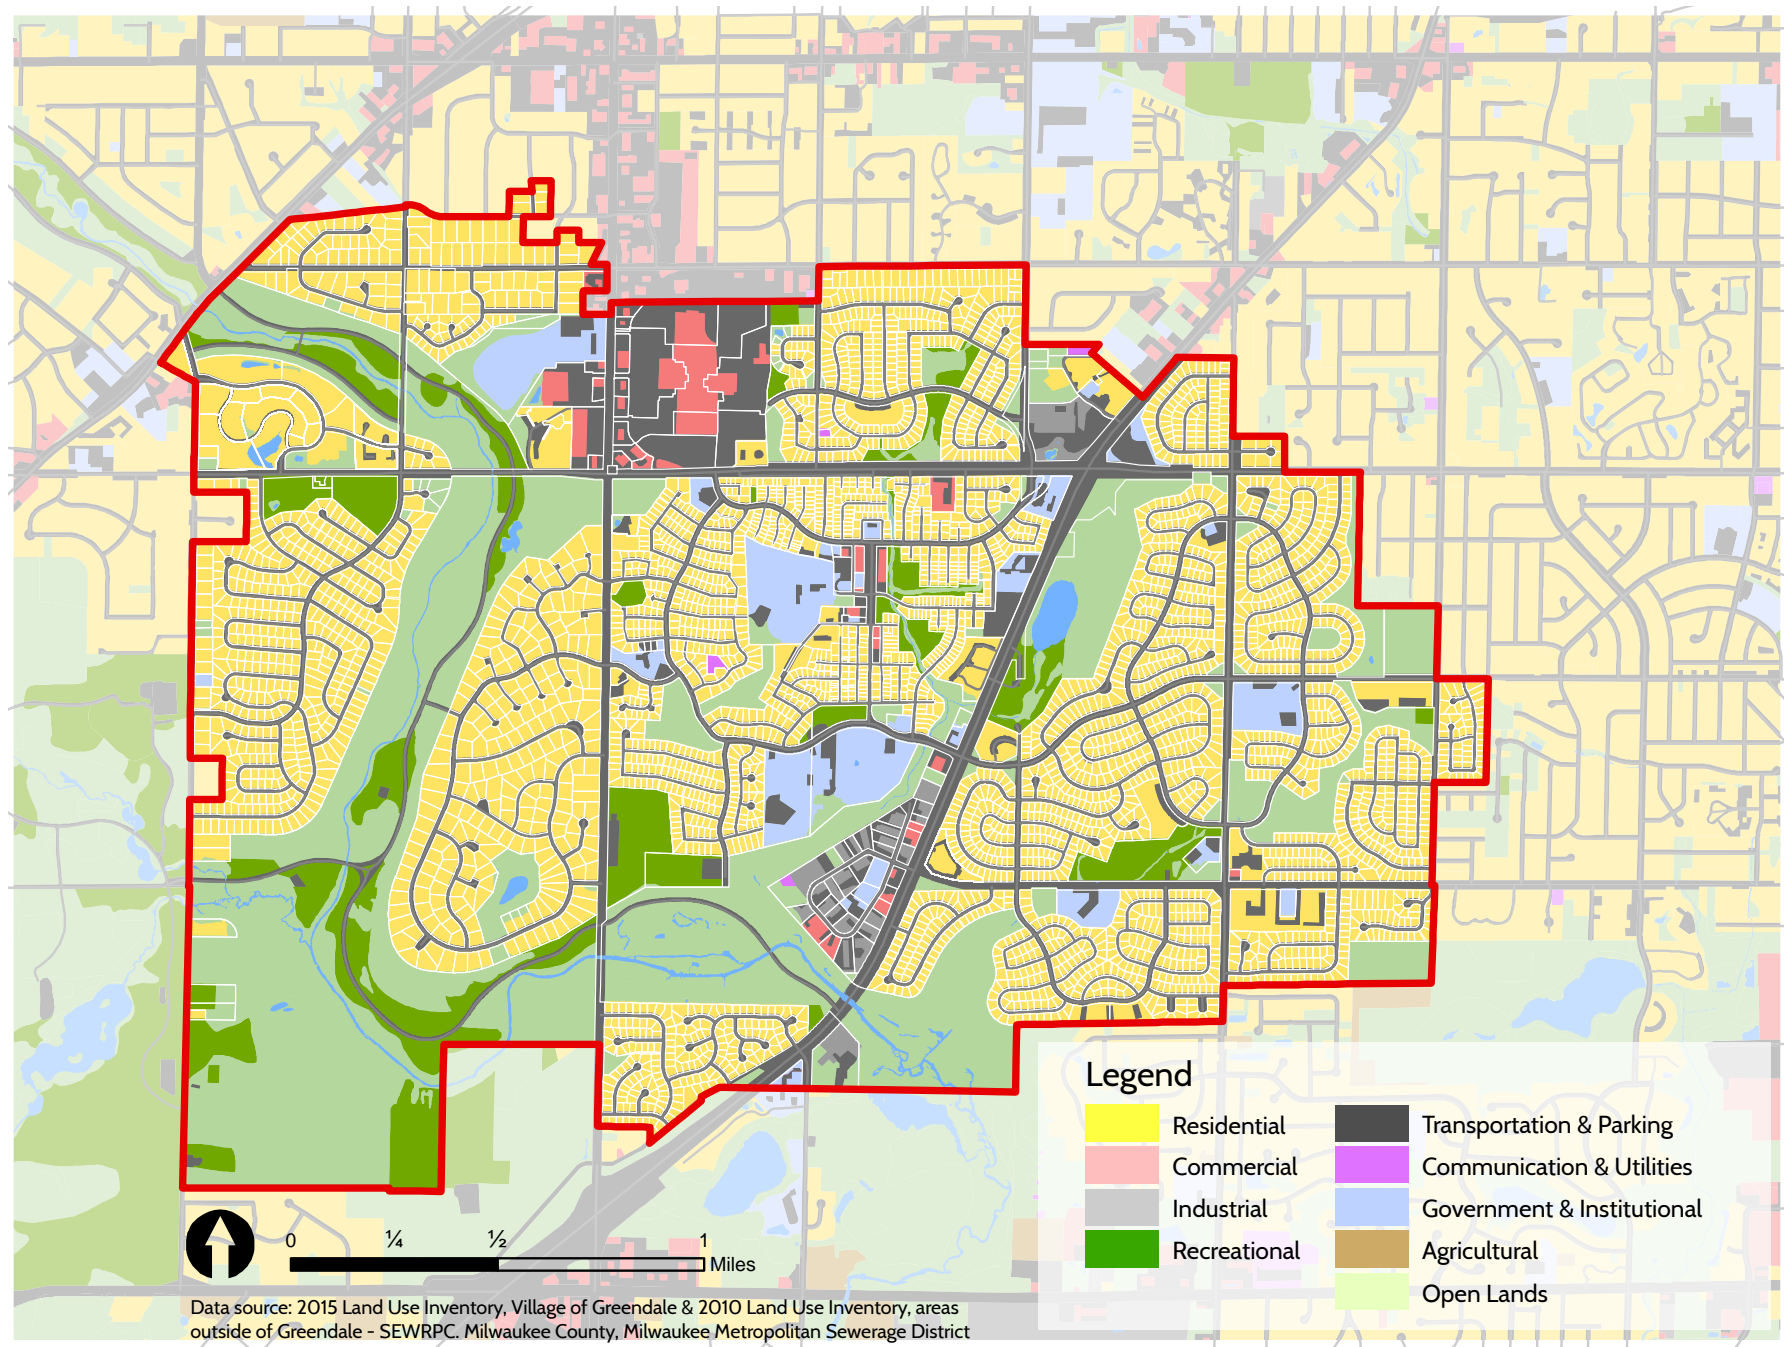 Legend
Residential
Commercial
Industrial
Recreational
Transportation & Parking
Communication & Utilities
Government & Institutional
Agricultural
Open Lands
0 ¼ ½ 1
Miles
Data source: 2015 Land Use Inventory, Village of Greendale & 2010 Land Use Inventory, areas
outside of Greendale - SEWRPC. Milwaukee County, Milwaukee Metropolitan Sewerage District